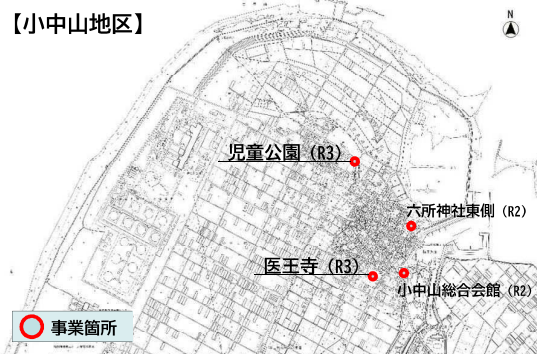 【小中山地区】
N
児童公園（R3）
六所神社東側（R2）
医王寺（R3）
小中山総合会館（R2）
事業箇所